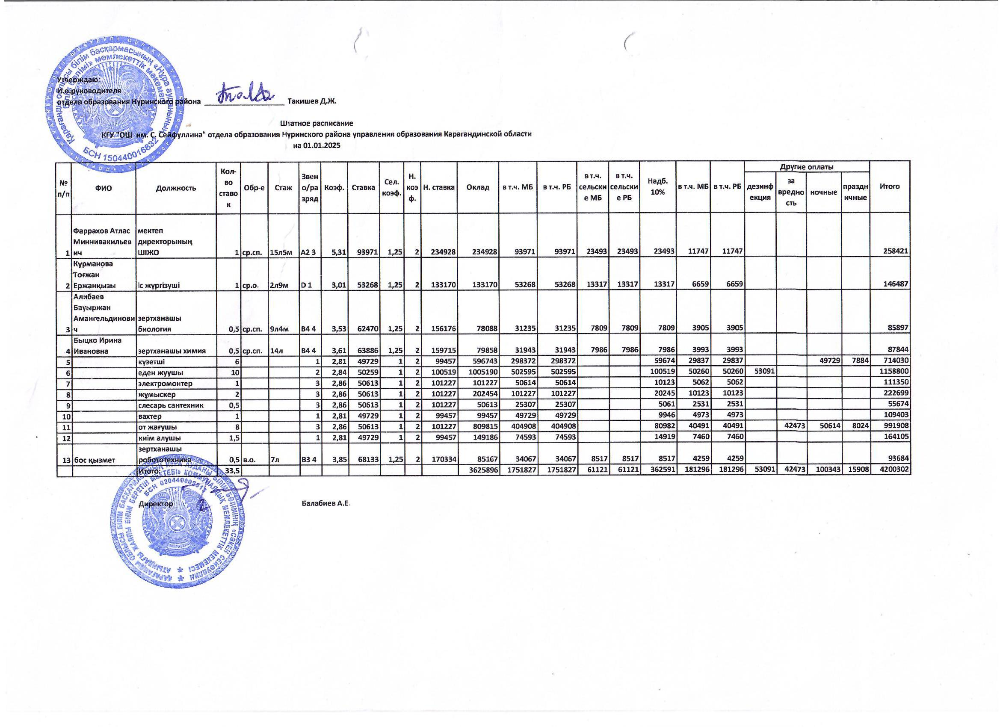 Утверждаю:
И.о.руководителя
отдела образования Нуринского района Такишев Д.Ж.
Қарағанды облысы білім басқармасының «Нұра ауданының
білім бөлімі» мемлекеттік мекемесі
БСН 150440016832
Штатное расписание
КГУ "ОШ им. С. Сейфуллина" отдела образования Нуринского района управления образования Карагандинской области
на 01.01.2025
№ п/п ФИО Должность Кол-во ставок Обр-е Стаж Звено/разряд Коэф. Ставка Сел. коэф. Н. коэф. Н. ставка Оклад в т.ч. МБ в т.ч. РБ в т.ч. сельские МБ в т.ч. сельские РБ Надб. 10% в т.ч. МБ в т.ч. РБ Другие оплаты дезинфекция за вредность ночные праздничные Итого
1 Фаррахов Атлас Миннивакильевич мектеп директорының ШІЖО 1 ср.сп. 15л5м А2 3 5,31 93971 1,25 2 234928 234928 93971 93971 23493 23493 23493 11747 11747 258421
2 Курманова Тоғжан Ержанқызы іс жүргізуші 1 ср.о. 2л9м D 1 3,01 53268 1,25 2 133170 133170 53268 53268 13317 13317 13317 6659 6659 146487
3 Алибаев Бауыржан Амангельдинович зертханашы биология 0,5 ср.сп. 9л4м В4 4 3,53 62470 1,25 2 156176 78088 31235 31235 7809 7809 7809 3905 3905 85897
4 Быцко Ирина Ивановна зертханашы химия 0,5 ср.сп. 14л В4 4 3,61 63886 1,25 2 159715 79858 31943 31943 7986 7986 7986 3993 3993 87844
5 күзетші 6 1 2,81 49729 1 2 99457 596743 298372 298372 59674 29837 29837 49729 7884 714030
6 еден жуушы 10 2 2,84 50259 1 2 100519 1005190 502595 502595 100519 50260 50260 53091 1158800
7 электромонтер 1 3 2,86 50613 1 2 101227 101227 50614 50614 10123 5062 5062 111350
8 жұмыскер 2 3 2,86 50613 1 2 101227 202454 101227 101227 20245 10123 10123 222699
9 слесарь сантехник 0,5 3 2,86 50613 1 2 101227 50613 25307 25307 5061 2531 2531 55674
10 вахтер 1 1 2,81 49729 1 2 99457 99457 49729 49729 9946 4973 4973 109403
11 от жағушы 8 3 2,86 50613 1 2 101227 809815 404908 404908 80982 40491 40491 42473 50614 8024 991908
12 киім алушы 1,5 1 2,81 49729 1 2 99457 149186 74593 74593 14919 7460 7460 164105
13 бос қызмет зертханашы робототехника 0,5 в.о. 7л В3 4 3,85 68133 1,25 2 170334 85167 34067 34067 8517 8517 8517 4259 4259 93684
Итого: 33,5 3625896 1751827 1751827 61121 61121 362591 181296 181296 53091 42473 100343 15908 4200302
Директор Балабиев А.Е.